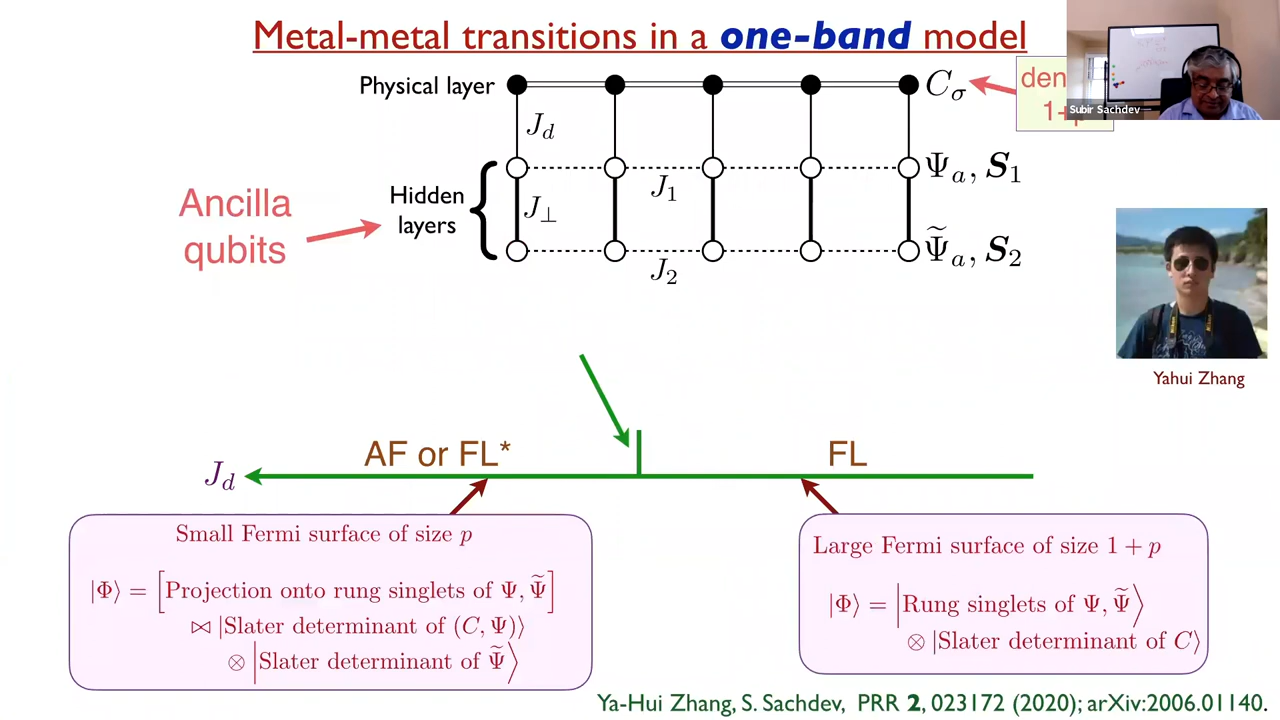 Metal-metal transitions in a one-band model
Physical layer
C_σ
Subir Sachdev
J_d
Ψ_a, S_1
J_1
Ancilla
qubits
Hidden
layers
J_⊥
Ψ̃_a, S_2
J_2
Yahui Zhang
AF or FL*
FL
J_d
Small Fermi surface of size p
|Φ⟩ = [Projection onto rung singlets of Ψ, Ψ̃]
⋈ |Slater determinant of (C, Ψ)⟩
⊗ |Slater determinant of Ψ̃⟩
Large Fermi surface of size 1 + p
|Φ⟩ = |Rung singlets of Ψ, Ψ̃⟩
⊗ |Slater determinant of C⟩
Ya-Hui Zhang, S. Sachdev, PRR 2, 023172 (2020); arXiv:2006.01140.